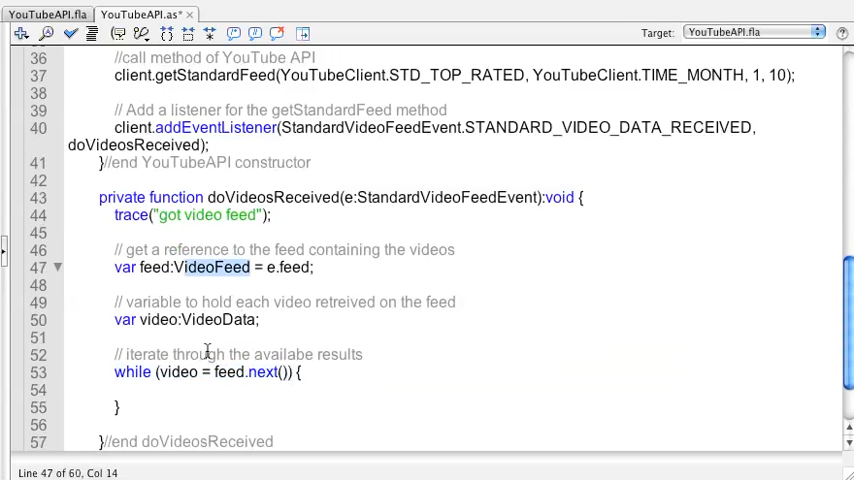 YouTubeAPI.fla YouTubeAPI.as*
Target: YouTubeAPI.fla
36 //call method of YouTube API
37 client.getStandardFeed(YouTubeClient.STD_TOP_RATED, YouTubeClient.TIME_MONTH, 1, 10);
38
39 // Add a listener for the getStandardFeed method
40 client.addEventListener(StandardVideoFeedEvent.STANDARD_VIDEO_DATA_RECEIVED,
doVideosReceived);
41 }//end YouTubeAPI constructor
42
43 private function doVideosReceived(e:StandardVideoFeedEvent):void {
44 trace("got video feed");
45
46 // get a reference to the feed containing the videos
47 var feed:VideoFeed = e.feed;
48
49 // variable to hold each video retreived on the feed
50 var video:VideoData;
51
52 // iterate through the availabe results
53 while (video = feed.next()) {
54
55 }
56
57 }//end doVideosReceived
Line 47 of 60, Col 14